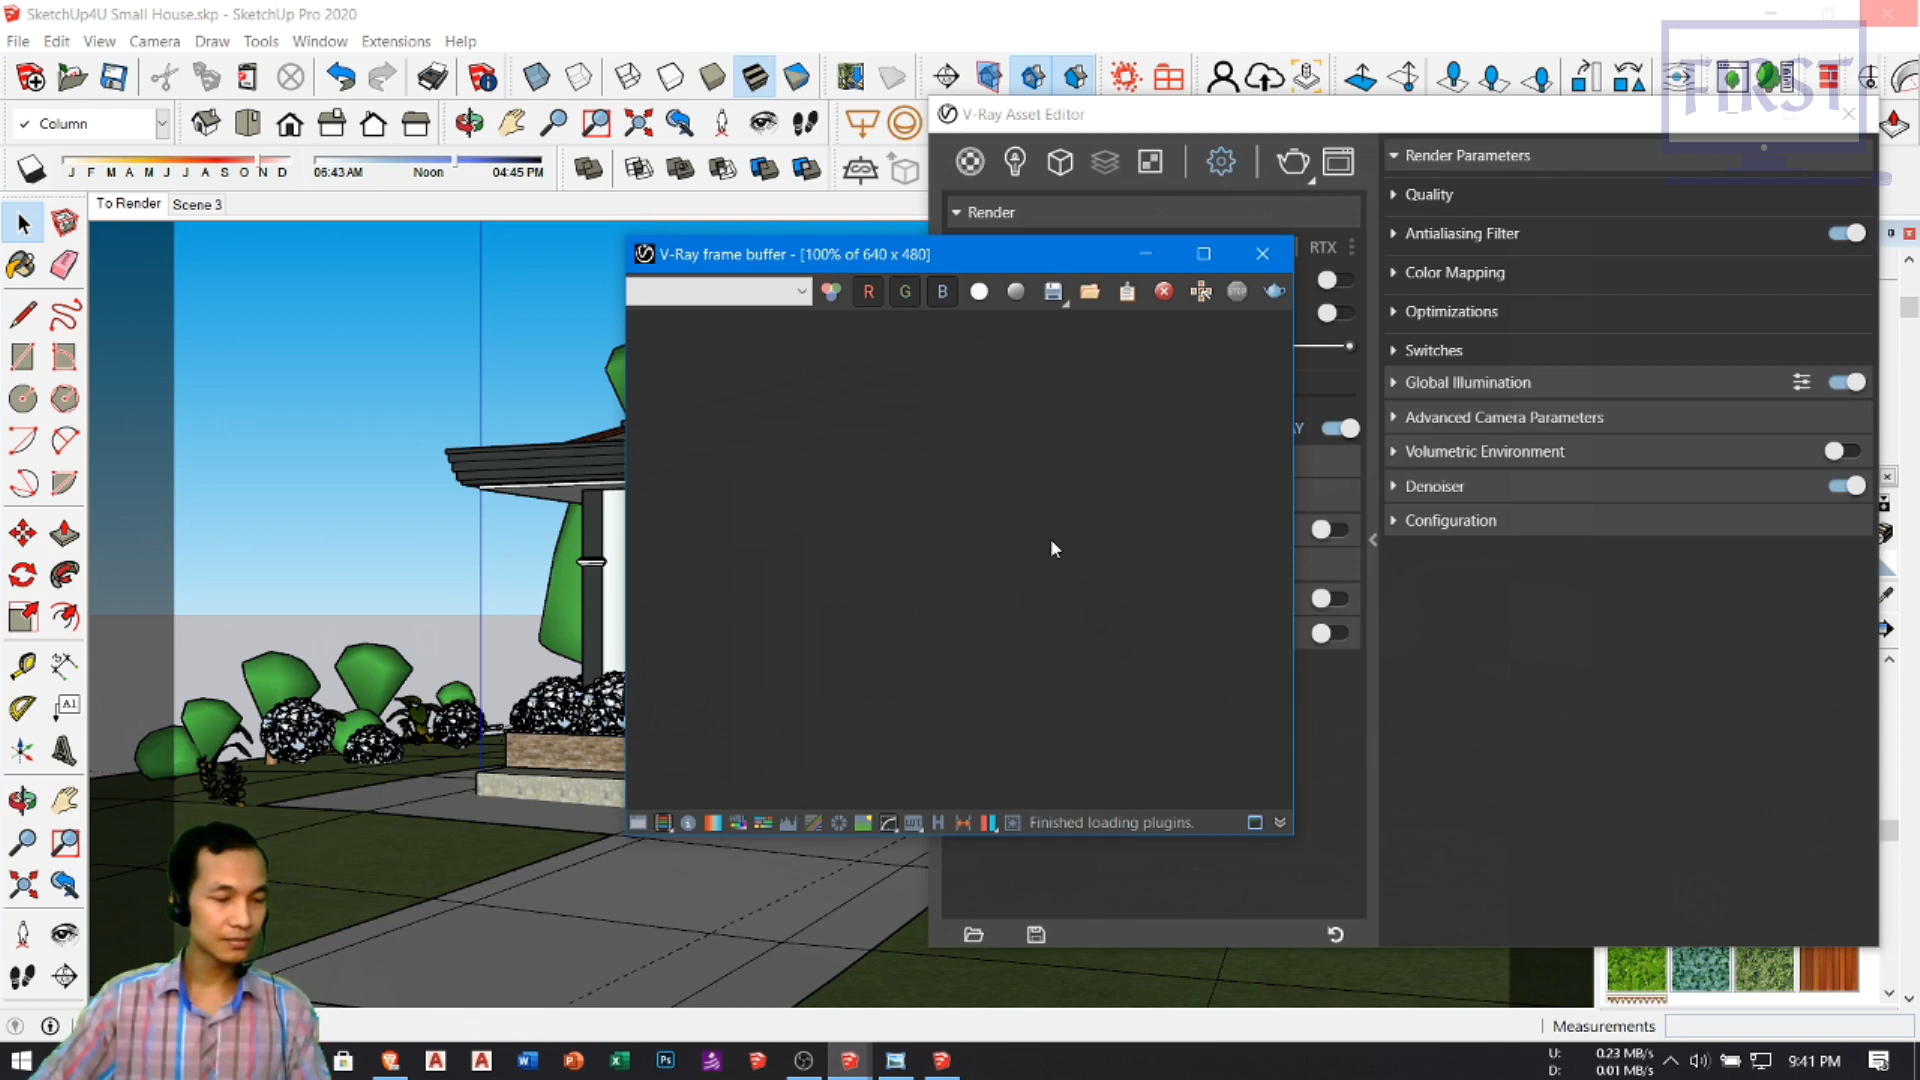 SketchUp4U Small House.skp - SketchUp Pro 2020
File Edit View Camera Draw Tools Window Extensions Help
FIRST
✓ Column
V-Ray Asset Editor
J F M A M J J A S O N D
06:43 AM Noon 04:45 PM
Render Parameters
To Render Scene 3
Quality
Render
Antialiasing Filter
RTX
V-Ray frame buffer - [100% of 640 x 480]
Color Mapping
R G B
STOP
Optimizations
Switches
Global Illumination
Advanced Camera Parameters
Volumetric Environment
Denoiser
Configuration
A1
LUT
H
Finished loading plugins.
Measurements
U: 0.23 MB/s
D: 0.01 MB/s
9:41 PM